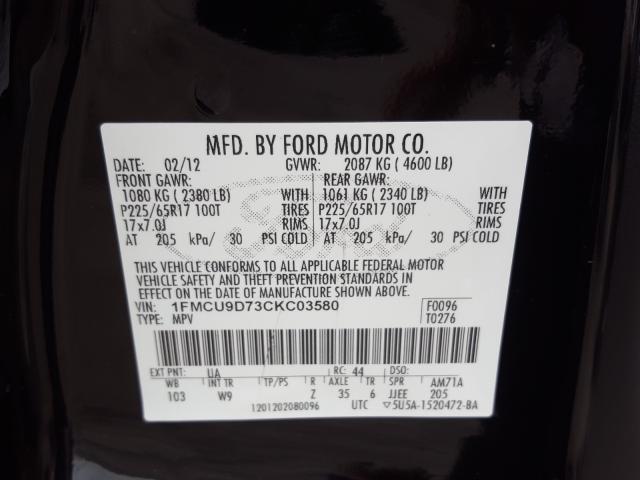 MFD. BY FORD MOTOR CO.
DATE: 02/12 GVWR: 2087 KG ( 4600 LB)
FRONT GAWR: REAR GAWR:
1080 KG ( 2380 LB) WITH 1061 KG ( 2340 LB) WITH
P225/65R17 100T TIRES P225/65R17 100T TIRES
17x7.0J RIMS 17x7.0J RIMS
AT 205 kPa/ 30 PSI COLD AT 205 kPa/ 30 PSI COLD
THIS VEHICLE CONFORMS TO ALL APPLICABLE FEDERAL MOTOR
VEHICLE SAFETY AND THEFT PREVENTION STANDARDS IN
EFFECT ON THE DATE OF MANUFACTURE SHOWN ABOVE.
VIN: 1FMCU9D73CKC03580 F0096
TYPE: MPV T0276
EXT PNT: UA RC: 44 DSO:
WB INT TR TP/PS R AXLE TR SPR AM71A
103 W9 Z 35 6 JJEE 205
1201202080096 UTC ▽5U5A-1520472-BA
Ford